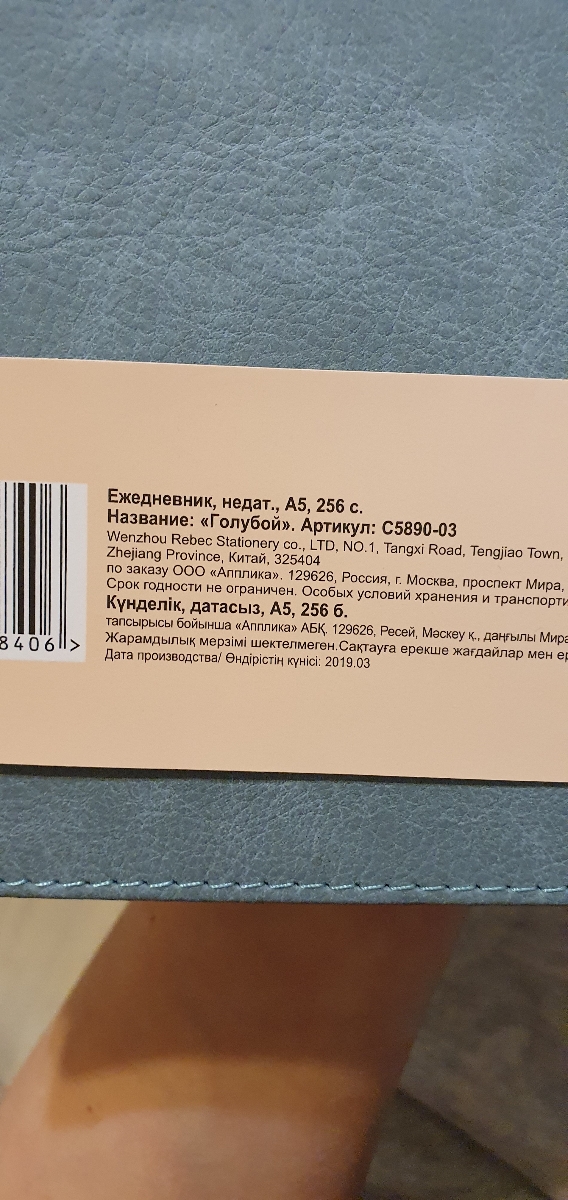 Ежедневник, недат., А5, 256 с.
Название: «Голубой». Артикул: С5890-03
Wenzhou Rebec Stationery co., LTD, NO.1, Tangxi Road, Tengjiao Town,
Zhejiang Province, Китай, 325404
по заказу ООО «Апплика». 129626, Россия, г. Москва, проспект Мира,
Срок годности не ограничен. Особых условий хранения и
Күнделік, датасыз, А5, 256 б.
тапсырысы бойынша «Апплика» АБҚ. 129626, Ресей, Мәскеу қ., даңғылы Мира
Жарамдылық мерзімі шектелмеген.Сақтауға ерекше жағдайлар мен
Дата производства/ Өндірістің күнісі: 2019.03
8406 >